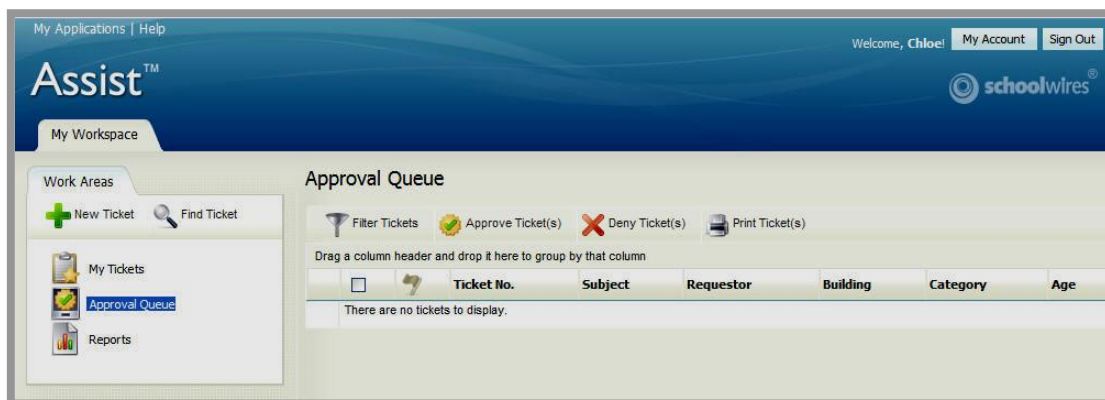 My Applications | Help
Welcome, Chloe! My Account Sign Out
Assist™
schoolwires®
My Workspace
Work Areas
New Ticket Find Ticket
My Tickets
Approval Queue
Reports
Approval Queue
Filter Tickets Approve Ticket(s) Deny Ticket(s) Print Ticket(s)
Drag a column header and drop it here to group by that column
Ticket No. Subject Requestor Building Category Age
There are no tickets to display.